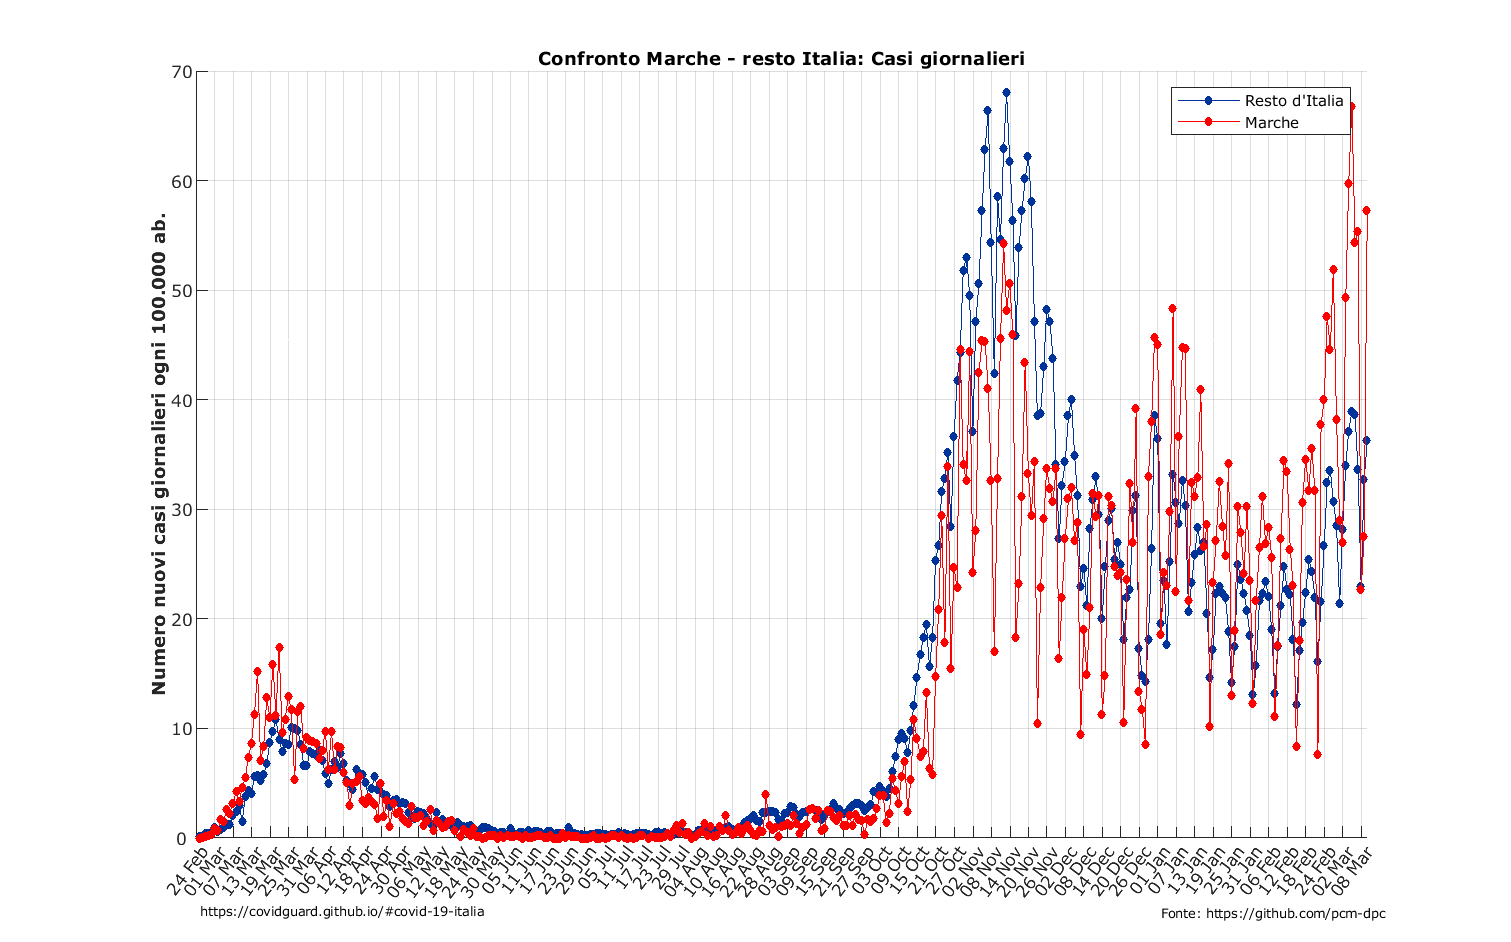 Confronto Marche - resto Italia: Casi giornalieri
Resto d'Italia
Marche
Numero nuovi casi giornalieri ogni 100.000 ab.
70
60
50
40
30
20
10
0
24 Feb
01 Mar
07 Mar
13 Mar
19 Mar
25 Mar
31 Mar
06 Apr
12 Apr
18 Apr
24 Apr
30 Apr
06 May
12 May
18 May
24 May
30 May
05 Jun
11 Jun
17 Jun
23 Jun
29 Jun
05 Jul
11 Jul
17 Jul
23 Jul
29 Jul
04 Aug
10 Aug
16 Aug
22 Aug
28 Aug
03 Sep
09 Sep
15 Sep
21 Sep
27 Sep
03 Oct
09 Oct
15 Oct
21 Oct
27 Oct
02 Nov
08 Nov
14 Nov
20 Nov
26 Nov
02 Dec
08 Dec
14 Dec
20 Dec
26 Dec
01 Jan
07 Jan
13 Jan
19 Jan
25 Jan
31 Jan
06 Feb
12 Feb
18 Feb
24 Feb
02 Mar
08 Mar
https://covidguard.github.io/#covid-19-italia
Fonte: https://github.com/pcm-dpc